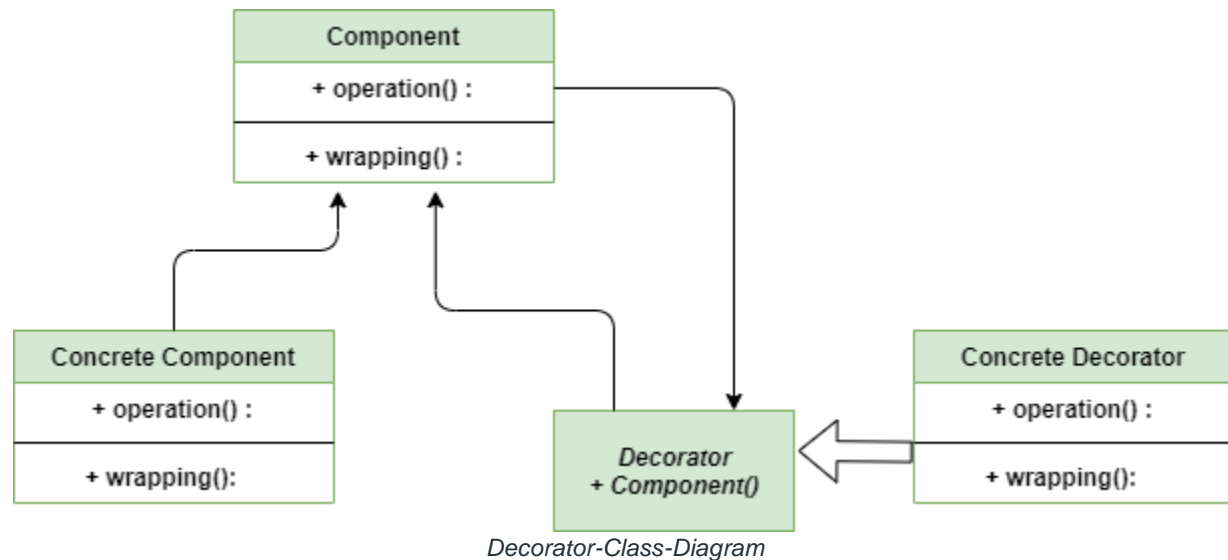 Component
+ operation() :
+ wrapping() :
Concrete Component
+ operation() :
+ wrapping():
Decorator
+ Component()
Concrete Decorator
+ operation() :
+ wrapping():
Decorator-Class-Diagram